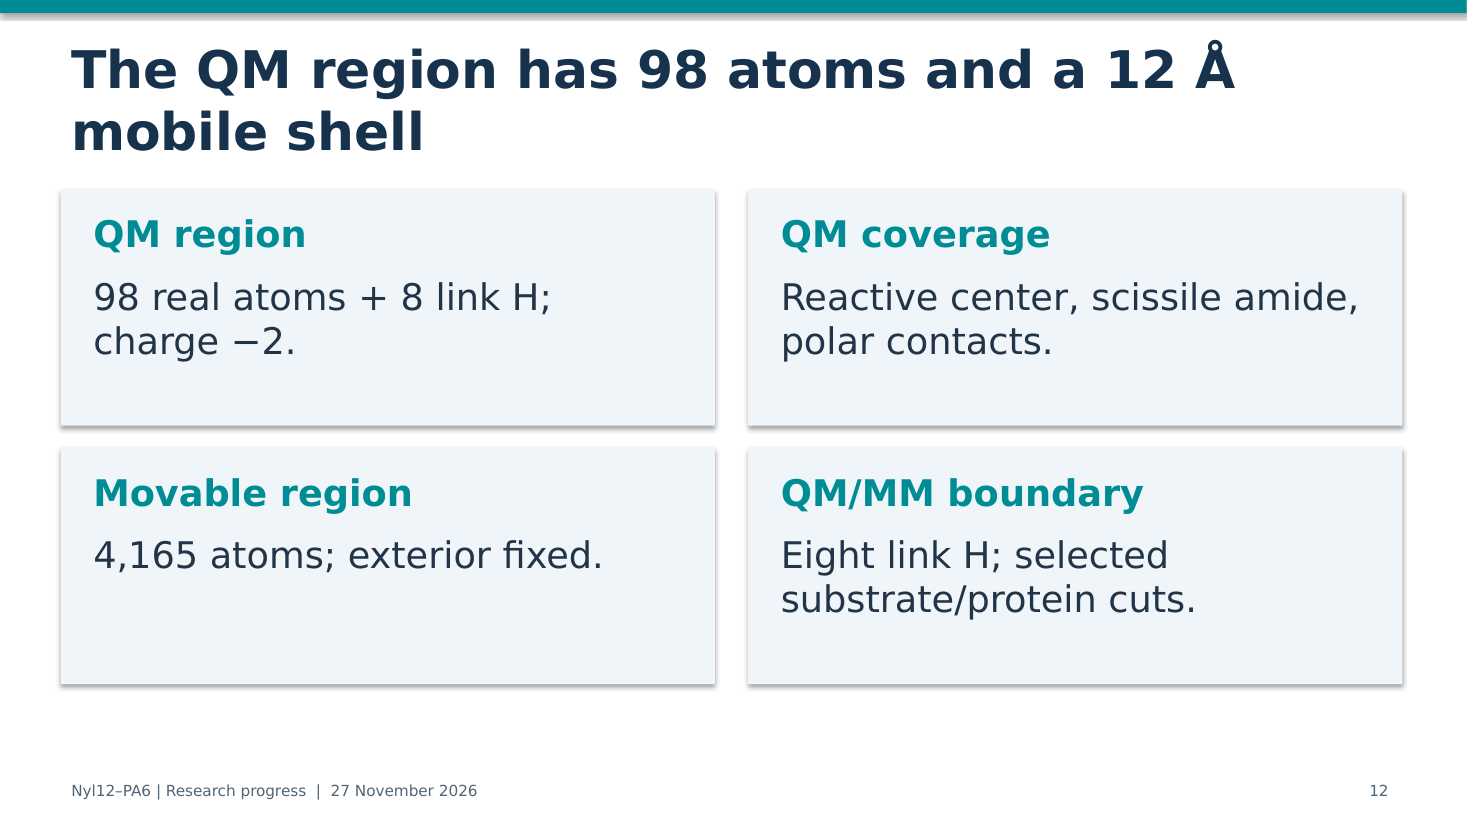 The QM region has 98 atoms and a 12 Å
mobile shell
QM region
98 real atoms + 8 link H;
charge −2.
QM coverage
Reactive center, scissile amide,
polar contacts.
Movable region
4,165 atoms; exterior fixed.
QM/MM boundary
Eight link H; selected
substrate/protein cuts.
Nyl12–PA6 | Research progress | 27 November 2026
12